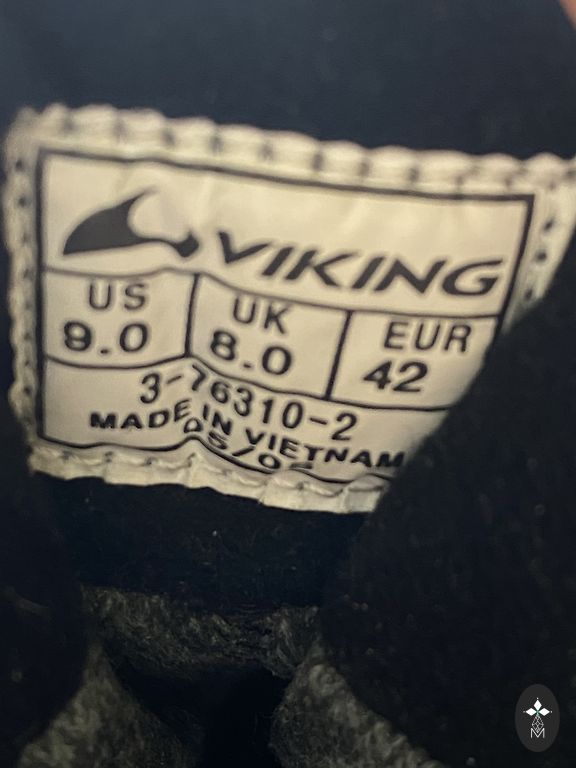 VIKING
US UK EUR
9.0 8.0 42
3-76310-2
MADE IN VIETNAM
M